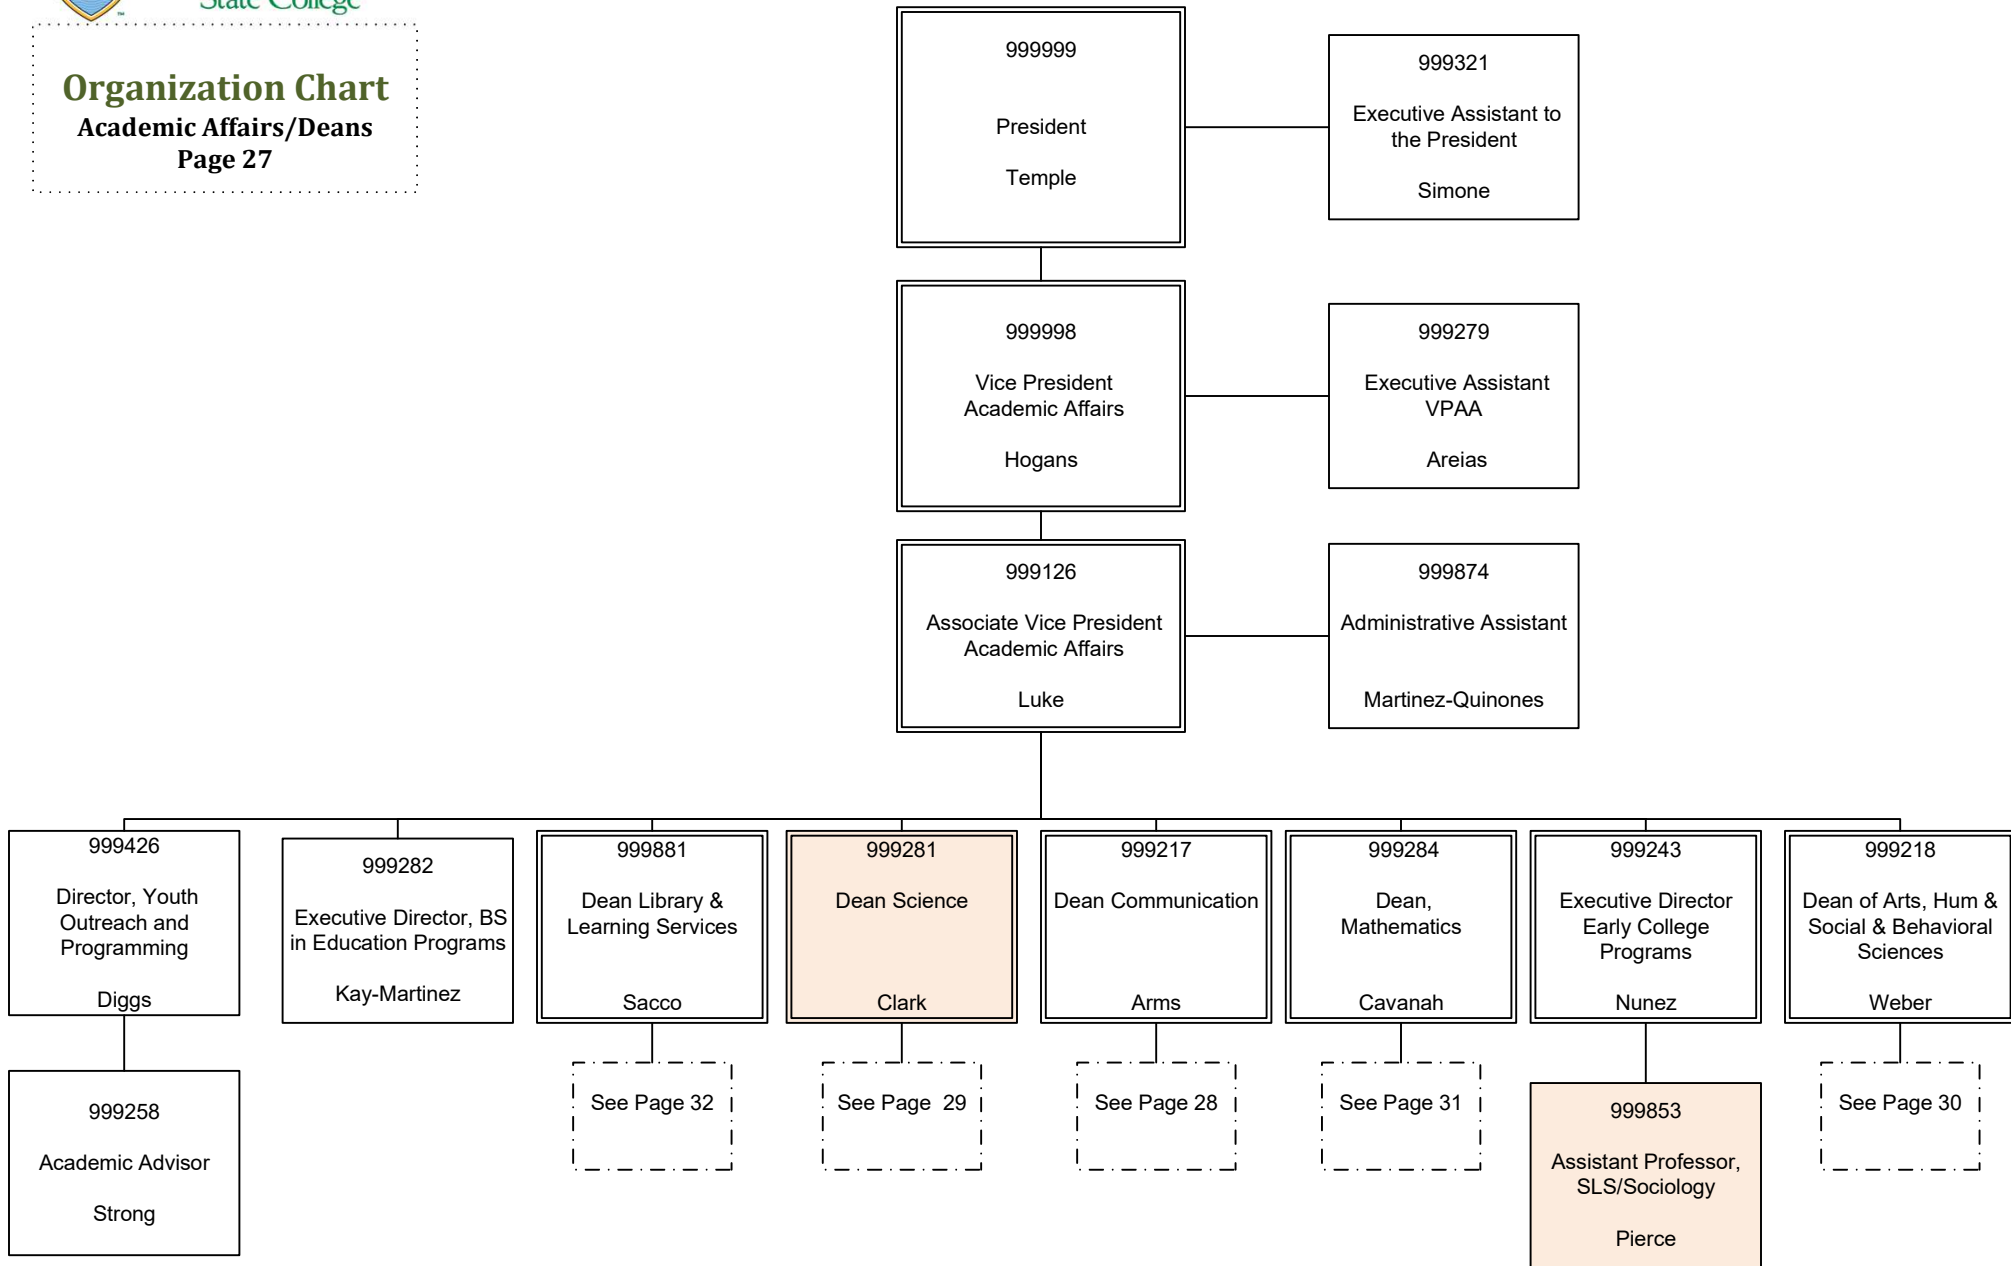 State College
Organization Chart
Academic Affairs/Deans
Page 27
999999
President
Temple
999321
Executive Assistant to
the President
Simone
999998
Vice President
Academic Affairs
Hogans
999279
Executive Assistant
VPAA
Areias
999126
Associate Vice President
Academic Affairs
Luke
999874
Administrative Assistant
Martinez-Quinones
999426
Director, Youth
Outreach and
Programming
Diggs
999282
Executive Director, BS
in Education Programs
Kay-Martinez
999881
Dean Library &
Learning Services
Sacco
999281
Dean Science
Clark
999217
Dean Communication
Arms
999284
Dean,
Mathematics
Cavanah
999243
Executive Director
Early College
Programs
Nunez
999218
Dean of Arts, Hum &
Social & Behavioral
Sciences
Weber
999258
Academic Advisor
Strong
See Page 32
See Page  29
See Page 28
See Page 31
999853
Assistant Professor,
SLS/Sociology
Pierce
See Page 30